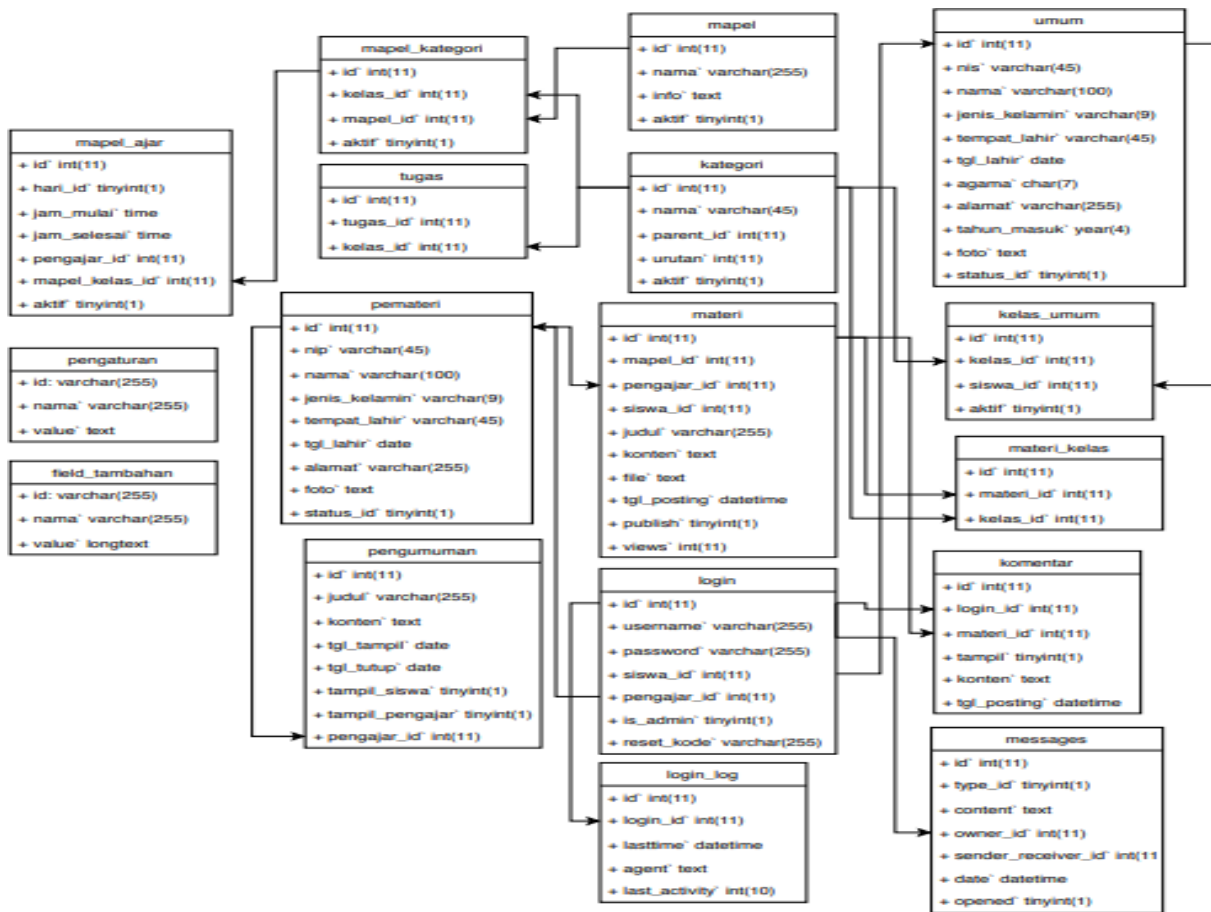 mapel_ajar
+ id` int(11)
+ hari_id` tinyint(1)
+ jam_mulai` time
+ jam_selesai` time
+ pengajar_id` int(11)
+ mapel_kelas_id` int(11)
+ aktif` tinyint(1)
pengaturan
+ id: varchar(255)
+ nama` varchar(255)
+ value` text
field_tambahan
+ id: varchar(255)
+ nama` varchar(255)
+ value` longtext
mapel_kategori
+ id` int(11)
+ kelas_id` int(11)
+ mapel_id` int(11)
+ aktif` tinyint(1)
tugas
+ id` int(11)
+ tugas_id` int(11)
+ kelas_id` int(11)
pemateri
+ id` int(11)
+ nip` varchar(45)
+ nama` varchar(100)
+ jenis_kelamin` varchar(9)
+ tempat_lahir` varchar(45)
+ tgl_lahir` date
+ alamat` varchar(255)
+ foto` text
+ status_id` tinyint(1)
pengumuman
+ id` int(11)
+ judul` varchar(255)
+ konten` text
+ tgl_tampil` date
+ tgl_tutup` date
+ tampil_siswa` tinyint(1)
+ tampil_pengajar` tinyint(1)
+ pengajar_id` int(11)
mapel
+ id` int(11)
+ nama` varchar(255)
+ info` text
+ aktif` tinyint(1)
kategori
+ id` int(11)
+ nama` varchar(45)
+ parent_id` int(11)
+ urutan` int(11)
+ aktif` tinyint(1)
materi
+ id` int(11)
+ mapel_id` int(11)
+ pengajar_id` int(11)
+ siswa_id` int(11)
+ judul` varchar(255)
+ konten` text
+ file` text
+ tgl_posting` datetime
+ publish` tinyint(1)
+ views` int(11)
login
+ id` int(11)
+ username` varchar(255)
+ password` varchar(255)
+ siswa_id` int(11)
+ pengajar_id` int(11)
+ is_admin` tinyint(1)
+ reset_kode` varchar(255)
login_log
+ id` int(11)
+ login_id` int(11)
+ lasttime` datetime
+ agent` text
+ last_activity` int(10)
umum
+ id` int(11)
+ nis` varchar(45)
+ nama` varchar(100)
+ jenis_kelamin` varchar(9)
+ tempat_lahir` varchar(45)
+ tgl_lahir` date
+ agama` char(7)
+ alamat` varchar(255)
+ tahun_masuk` year(4)
+ foto` text
+ status_id` tinyint(1)
kelas_umum
+ id` int(11)
+ kelas_id` int(11)
+ siswa_id` int(11)
+ aktif` tinyint(1)
materi_kelas
+ id` int(11)
+ materi_id` int(11)
+ kelas_id` int(11)
komentar
+ id` int(11)
+ login_id` int(11)
+ materi_id` int(11)
+ tampil` tinyint(1)
+ konten` text
+ tgl_posting` datetime
messages
+ id` int(11)
+ type_id` tinyint(1)
+ content` text
+ owner_id` int(11)
+ sender_receiver_id` int(11
+ date` datetime
+ opened` tinyint(1)